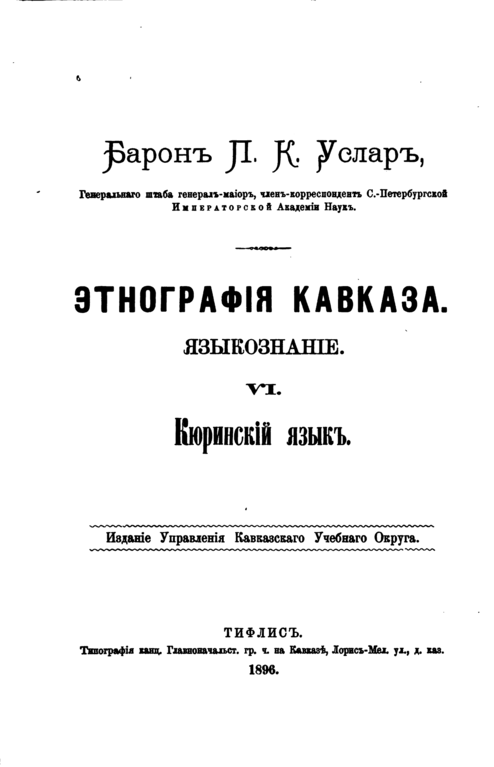 Баронъ П. К. Усларъ,
Генеральнаго штаба генералъ-маіоръ, членъ-корреспондентъ С.-Петербургской
Императорской Академіи Наукъ.
ЭТНОГРАФІЯ КАВКАЗА.
ЯЗЫКОЗНАНІЕ.
VI.
Кюринскій языкъ.
Изданіе Управленія Кавказскаго Учебнаго Округа.
ТИФЛИСЪ.
Типографія канц. Главноначальст. гр. ч. на Кавказѣ, Лорисъ-Мел. ул., д. каз.
1896.